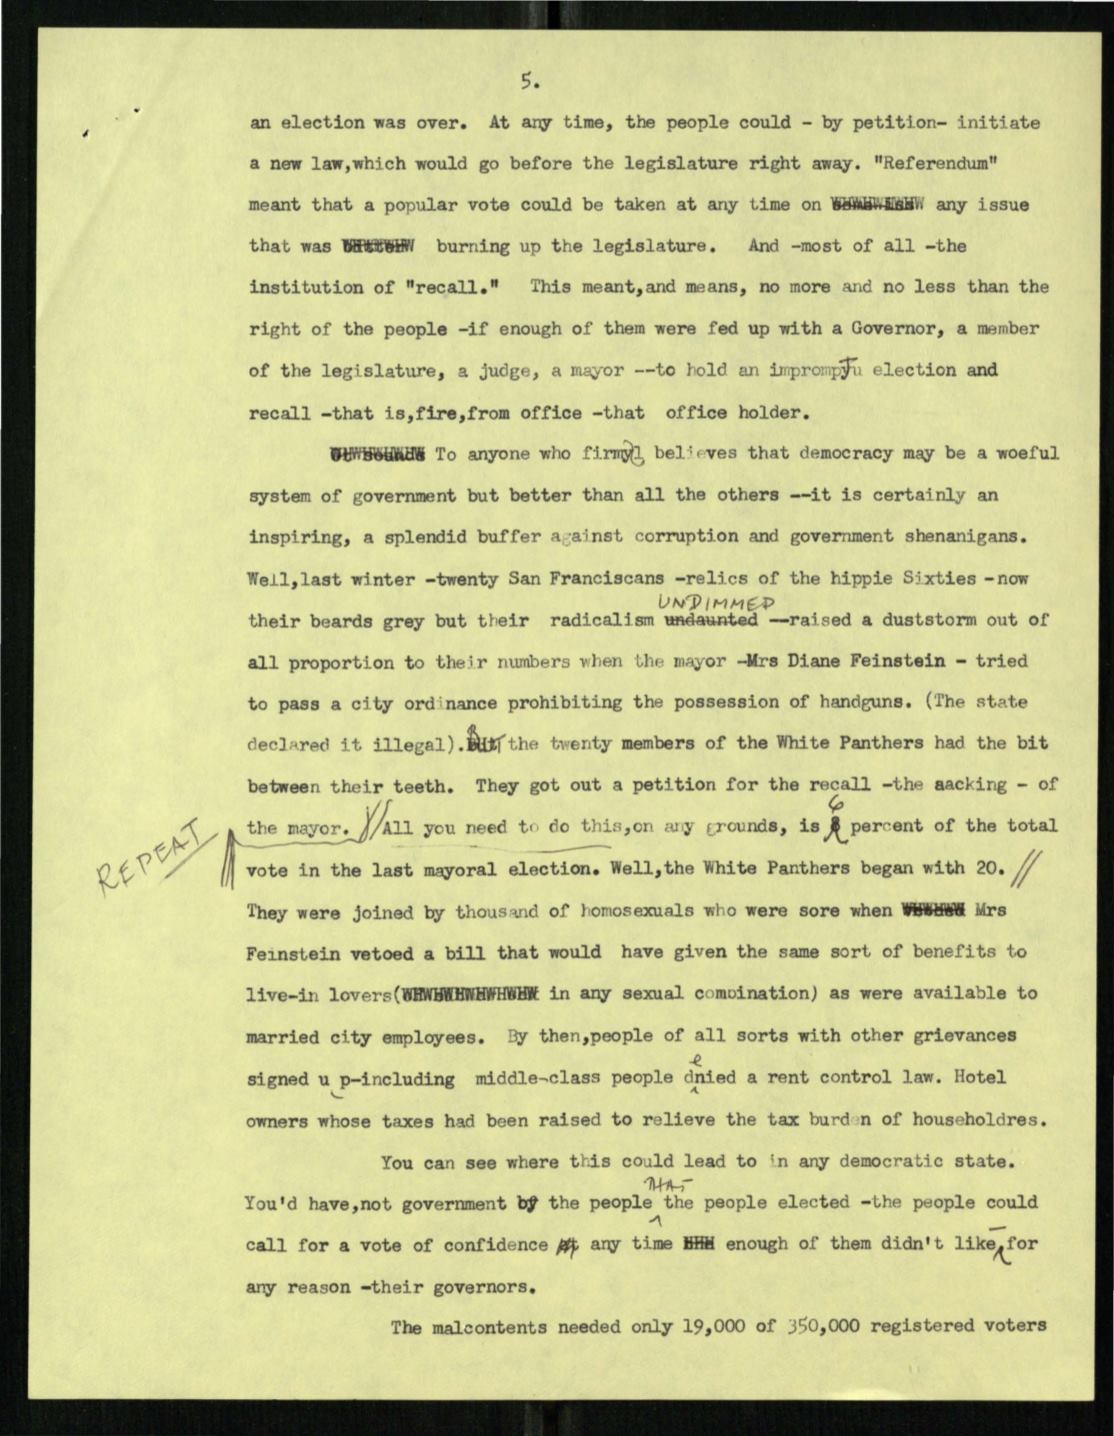 5.
an election was over. At any time, the people could - by petition- initiate
a new law,which would go before the legislature right away. "Referendum"
meant that a popular vote could be taken at any time on any issue
that was burning up the legislature. And -most of all -the
institution of "recall." This meant,and means, no more and no less than the
right of the people -if enough of them were fed up with a Governor, a member
of the legislature, a judge, a mayor --to hold an impromptu election and
recall -that is,fire,from office -that office holder.
To anyone who firmyl believes that democracy may be a woeful
system of government but better than all the others --it is certainly an
inspiring, a splendid buffer against corruption and government shenanigans.
Well,last winter -twenty San Franciscans -relics of the hippie Sixties -now
UNDIMMED
their beards grey but their radicalism undaunted --raised a duststorm out of
all proportion to their numbers when the mayor -Mrs Diane Feinstein - tried
to pass a city ordinance prohibiting the possession of handguns. (The state
declared it illegal). But the twenty members of the White Panthers had the bit
between their teeth. They got out a petition for the recall -the aacking - of
6
REPEAT the mayor. // All you need to do this,on any grounds, is percent of the total
vote in the last mayoral election. Well,the White Panthers began with 20. //
They were joined by thousand of homosexuals who were sore when Mrs
Feinstein vetoed a bill that would have given the same sort of benefits to
live-in lovers( in any sexual comoination) as were available to
married city employees. By then,people of all sorts with other grievances
e
signed u p-including middle-class people dnied a rent control law. Hotel
owners whose taxes had been raised to relieve the tax burden of householdres.
You can see where this could lead to in any democratic state.
THAT
You'd have,not government by the people the people elected -the people could
call for a vote of confidence at any time enough of them didn't like, for
any reason -their governors.
The malcontents needed only 19,000 of 350,000 registered voters